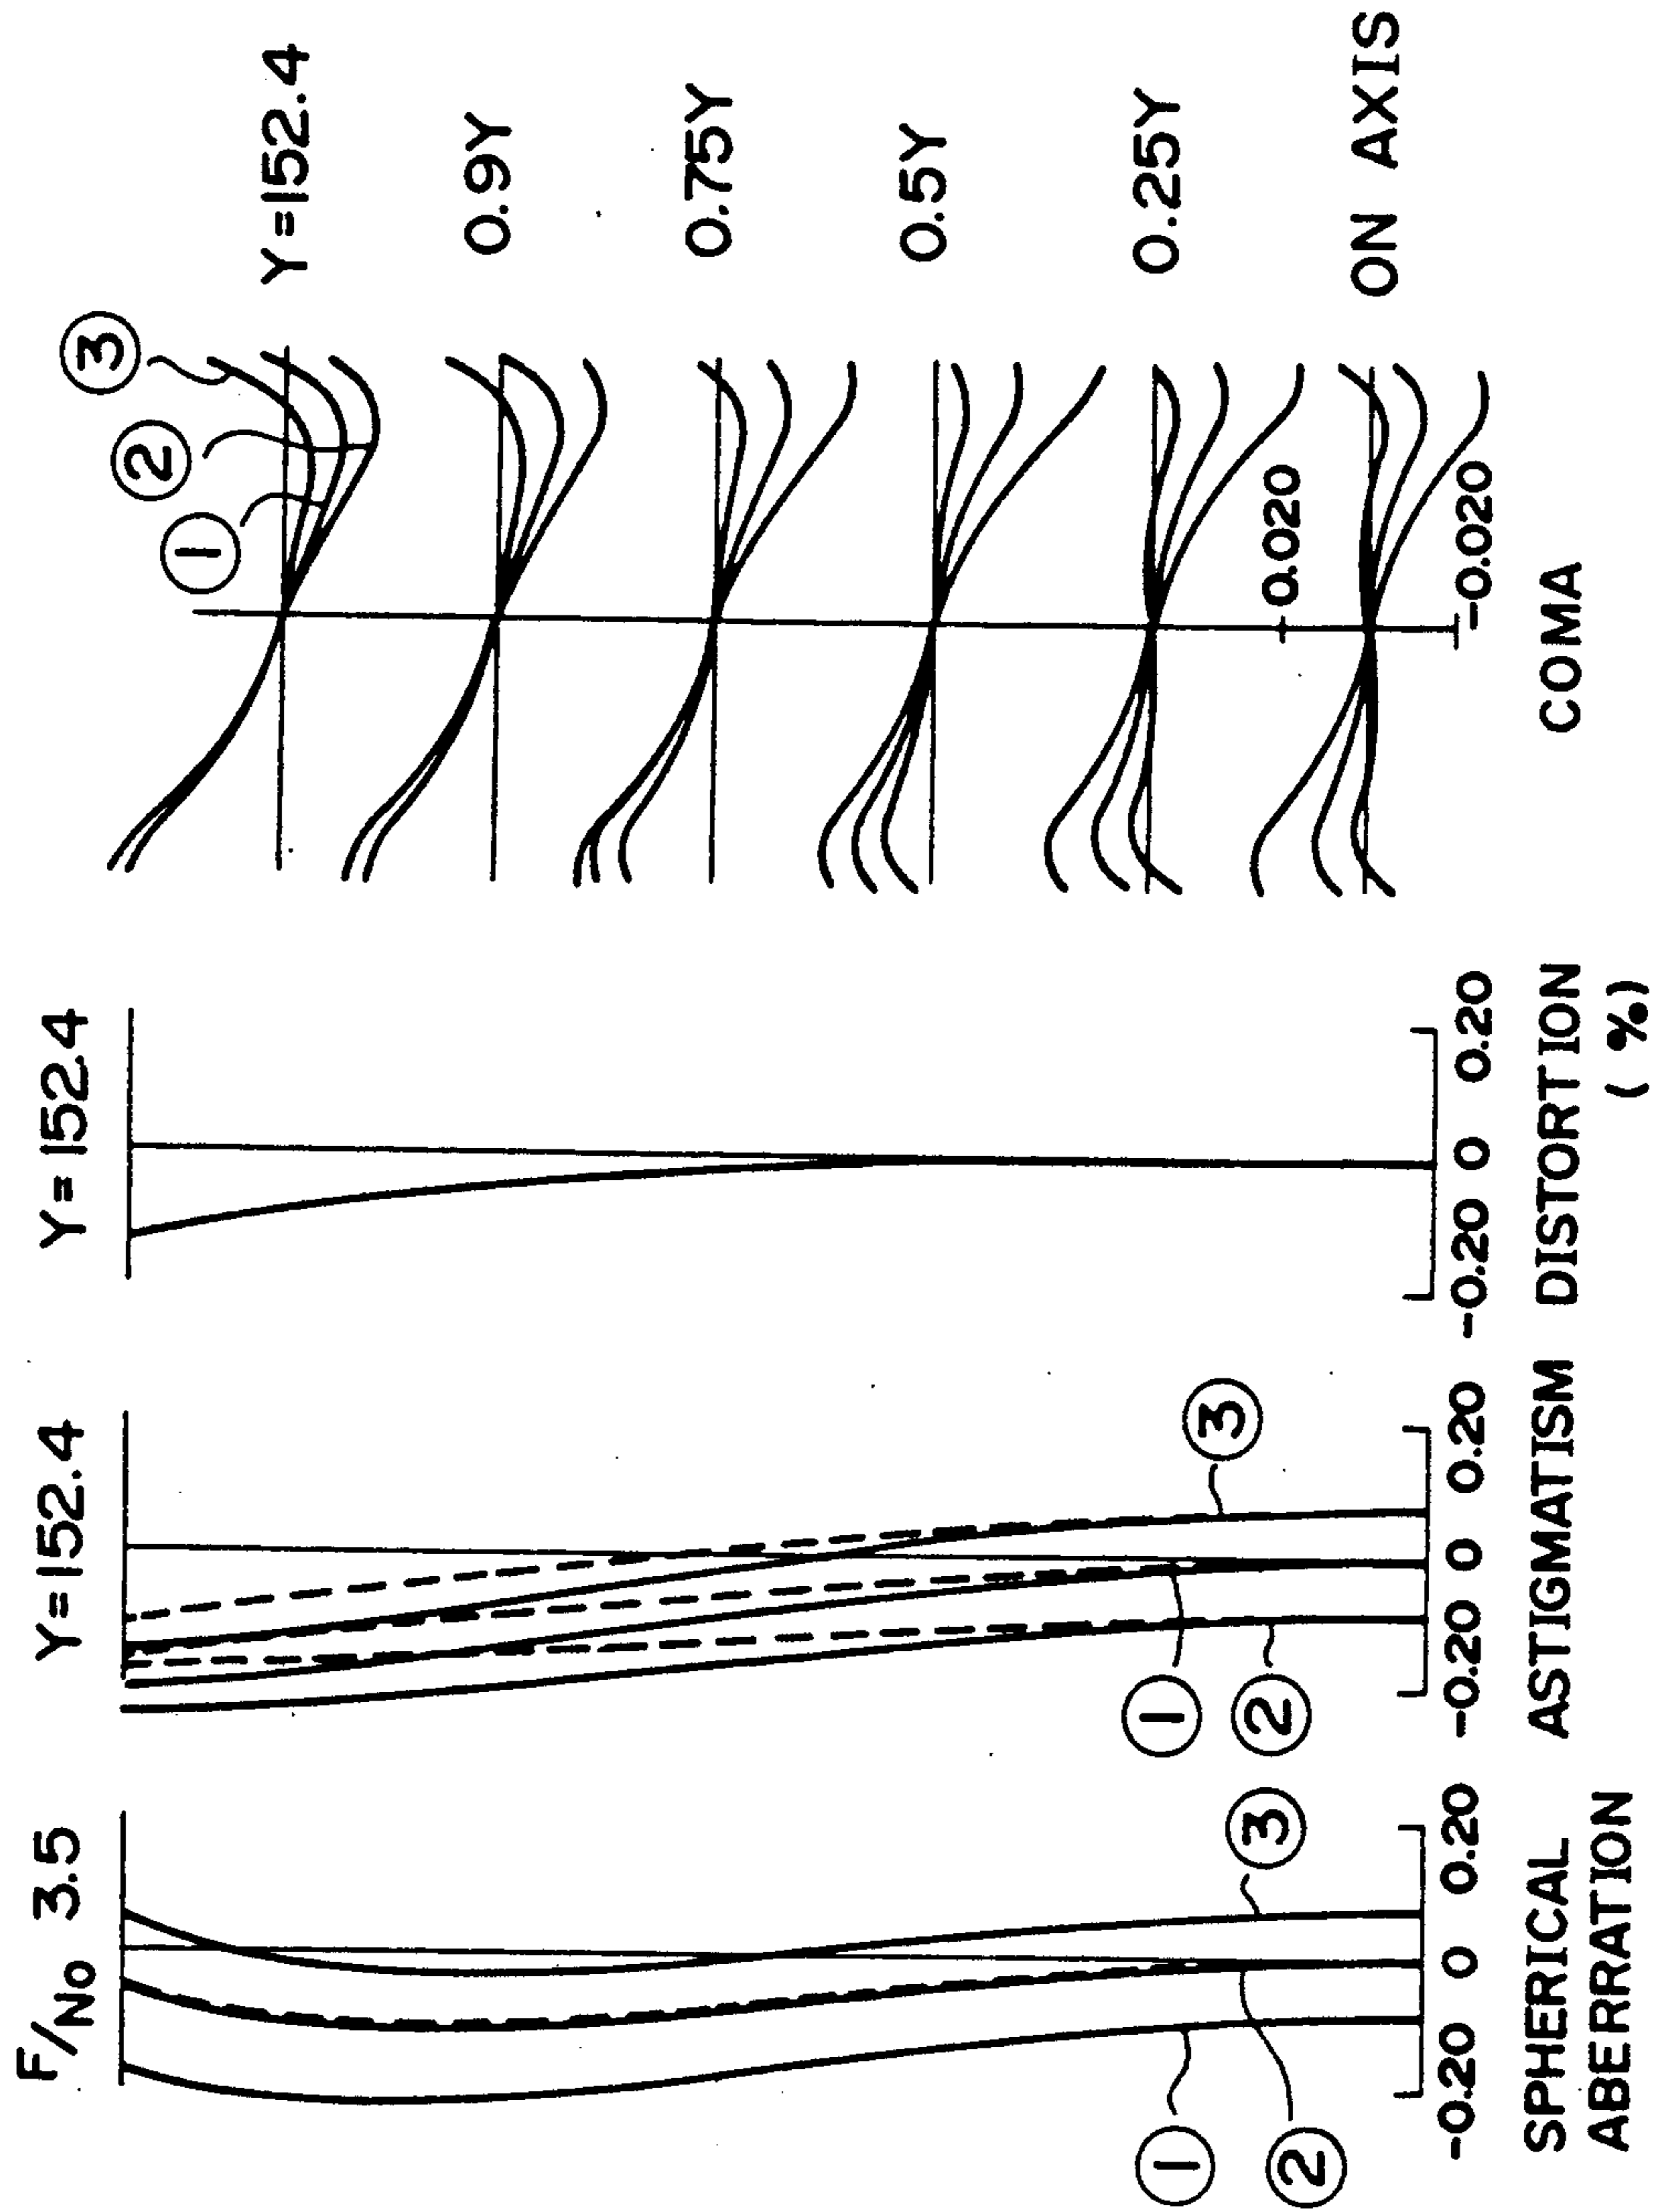 F/No 3.5
-0.20 0 0.20
SPHERICAL
ABERRATION
①
②
③
Y=152.4
-0.20 0 0.20
ASTIGMATISM
①
②
③
Y=152.4
-0.20 0 0.20
DISTORTION
(%)
①
②
③
Y=152.4
0.9Y
0.75Y
0.5Y
0.25Y
ON AXIS
0.020
-0.020
COMA